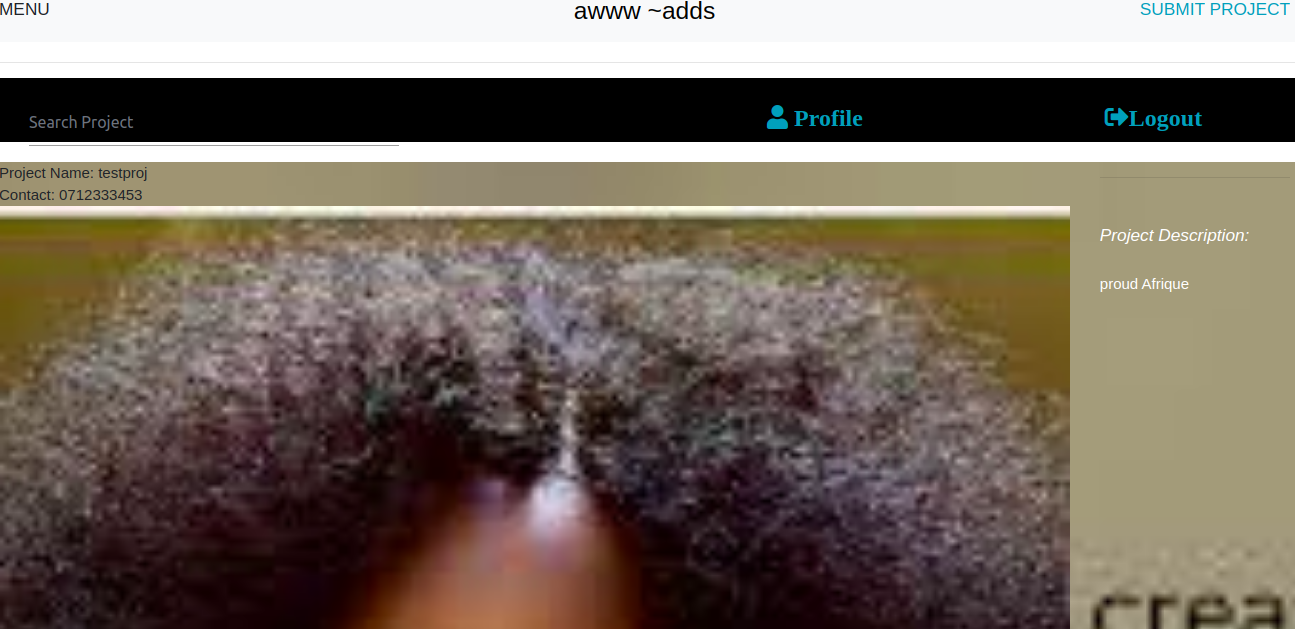 MENU
awww ~adds
SUBMIT PROJECT
Search Project
Profile
Logout
Project Name: testproj
Contact: 0712333453
Project Description:
proud Afrique
crea